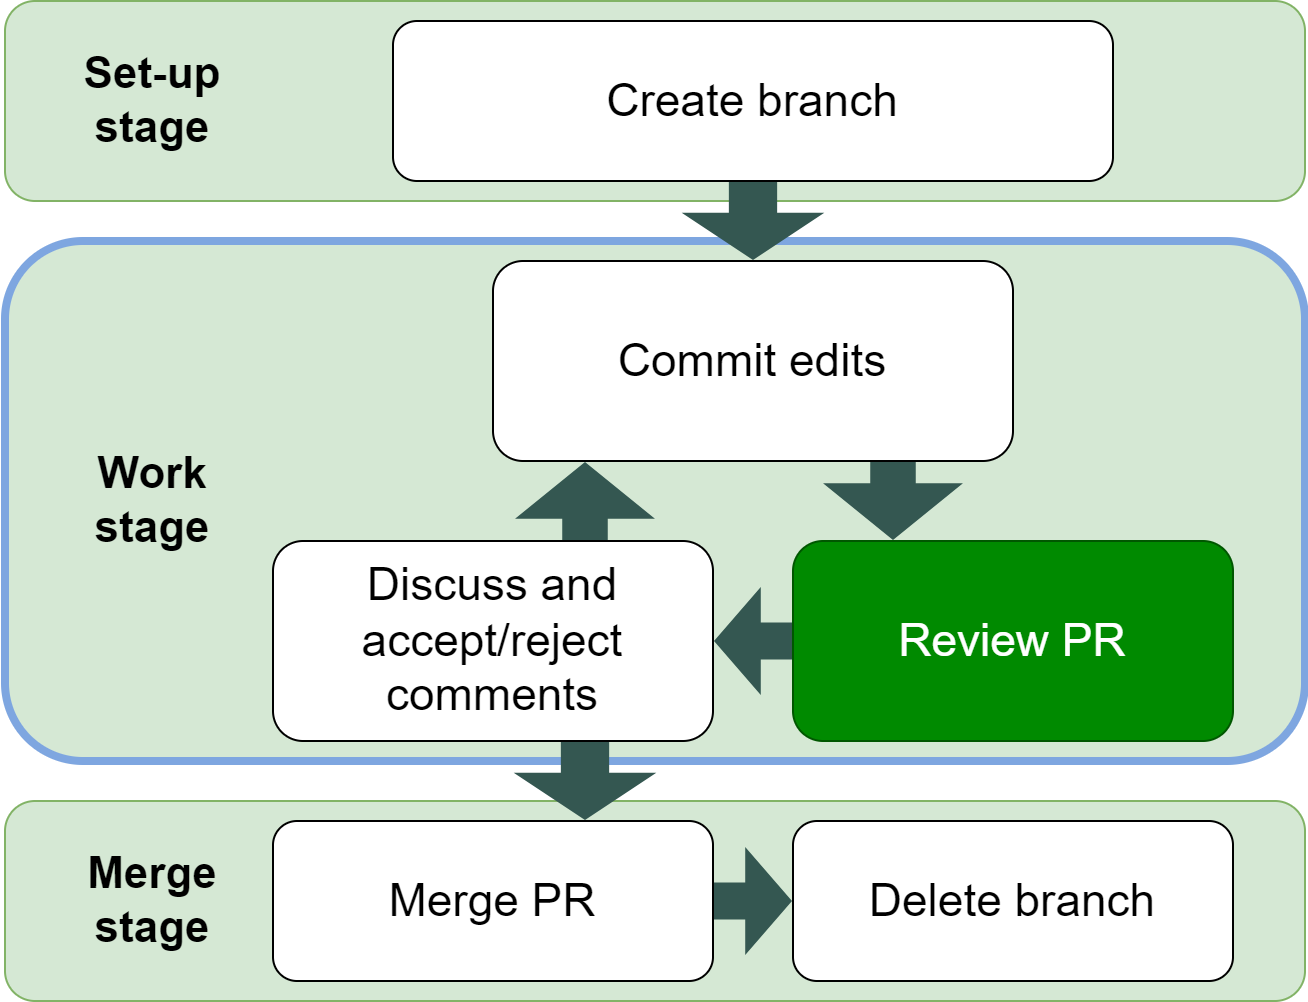 Set-up
stage
Create branch
Commit edits
Work
stage
Discuss and
accept/reject
comments
Review PR
Merge
stage
Merge PR
Delete branch